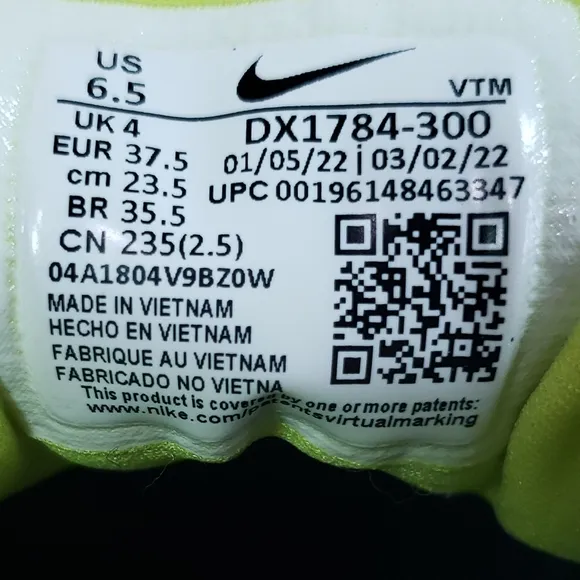 US
6.5
VTM
UK 4
DX1784-300
EUR 37.5
01/05/22 | 03/02/22
cm 23.5
UPC 00196148463347
BR 35.5
CN 235(2.5)
04A1804V9BZ0W
MADE IN VIETNAM
HECHO EN VIETNAM
FABRIQUE AU VIETNAM
FABRICADO NO VIETNA
This product is covered by one or more patents:
www.nike.com/patentsvirtualmarking